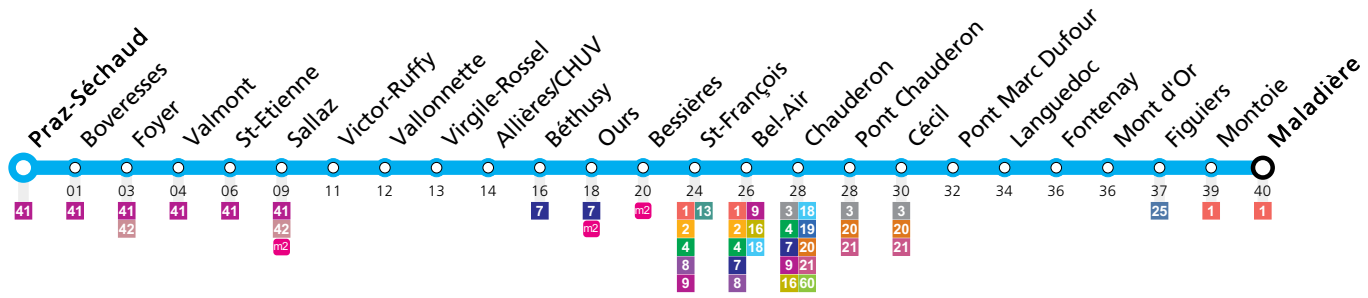 Praz-Séchaud
Boveresses
Foyer
Valmont
St-Etienne
Sallaz
Victor-Ruffy
Vallonnette
Virgile-Rossel
Allières/CHUV
Béthusy
Ours
Bessières
St-François
Bel-Air
Chauderon
Pont Chauderon
Cécil
Pont Marc Dufour
Languedoc
Fontenay
Mont d'Or
Figuiers
Montoie
Maladière
01 03 04 06 09 11 12 13 14 16 18 20 24 26 28 28 30 32 34 36 36 37 39 40
41 41 41 41 41 41 7 7 m2 1 13 1 9 3 18 3 3 25 1 1
42 42 m2 2 2 16 4 19 20 20
m2 4 4 18 7 20 21 21
8 7 9 21
9 8 16 60